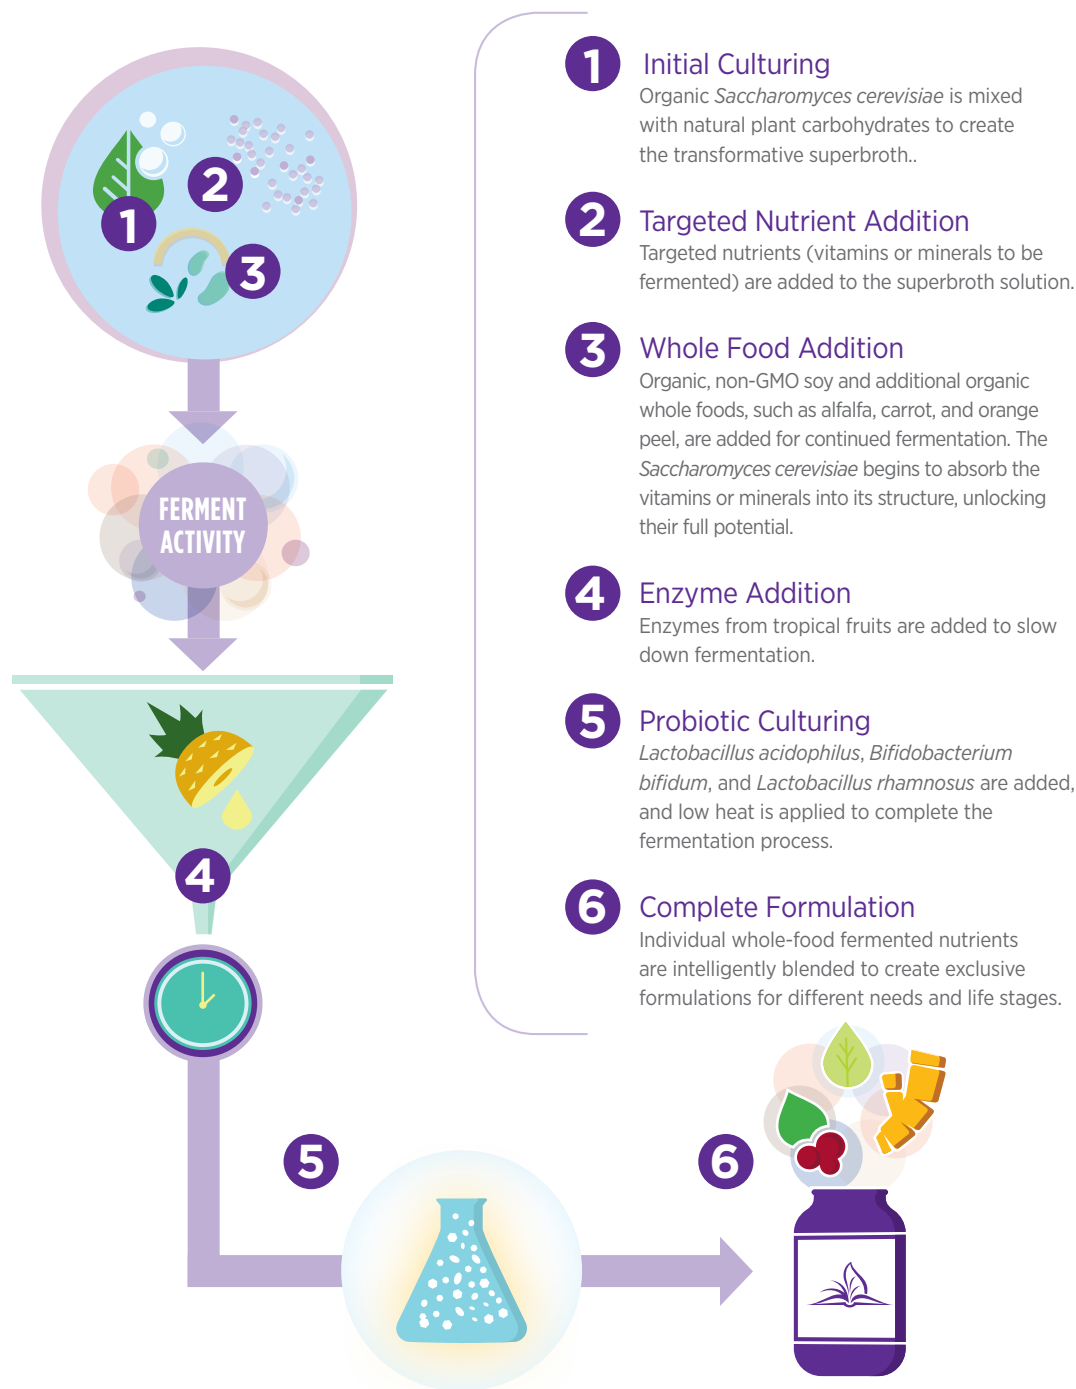 1
2
3
FERMENT
ACTIVITY
4
5
6
1 Initial Culturing
Organic Saccharomyces cerevisiae is mixed
with natural plant carbohydrates to create
the transformative superbroth..
2 Targeted Nutrient Addition
Targeted nutrients (vitamins or minerals to be
fermented) are added to the superbroth solution.
3 Whole Food Addition
Organic, non-GMO soy and additional organic
whole foods, such as alfalfa, carrot, and orange
peel, are added for continued fermentation. The
Saccharomyces cerevisiae begins to absorb the
vitamins or minerals into its structure, unlocking
their full potential.
4 Enzyme Addition
Enzymes from tropical fruits are added to slow
down fermentation.
5 Probiotic Culturing
Lactobacillus acidophilus, Bifidobacterium
bifidum, and Lactobacillus rhamnosus are added,
and low heat is applied to complete the
fermentation process.
6 Complete Formulation
Individual whole-food fermented nutrients
are intelligently blended to create exclusive
formulations for different needs and life stages.